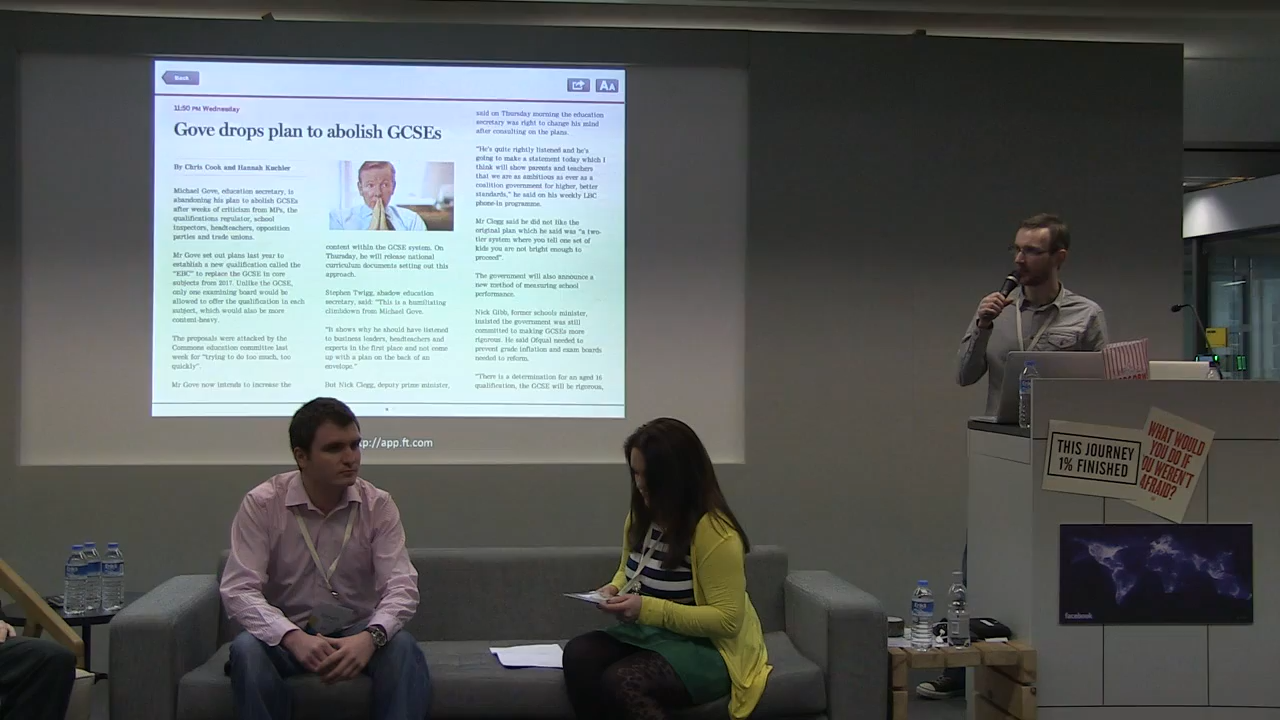 Back
AA
11:50 PM Wednesday
Gove drops plan to abolish GCSEs
By Chris Cook and Hannah Kuchler
Michael Gove, education secretary, is
abandoning his plan to abolish GCSEs
after weeks of criticism from MPs, the
qualifications regulator, school
inspectors, headteachers, opposition
parties and trade unions.
Mr Gove set out plans last year to
establish a new qualification called the
"EBC" to replace the GCSE in core
subjects from 2017. Unlike the GCSE,
only one examining board would be
allowed to offer the qualification in each
subject, which would also be more
content-heavy.
The proposals were attacked by the
Commons education committee last
week for "trying to do too much, too
quickly".
Mr Gove now intends to increase the
content within the GCSE system. On
Thursday, he will release national
curriculum documents setting out this
approach.
Stephen Twigg, shadow education
secretary, said: "This is a humiliating
climbdown from Michael Gove.
"It shows why he should have listened
to business leaders, headteachers and
experts in the first place and not come
up with a plan on the back of an
envelope."
But Nick Clegg, deputy prime minister,
said on Thursday morning the education
secretary was right to change his mind
after consulting on the plans.
"He's quite rightly listened and he's
going to make a statement today which I
think will show parents and teachers
that we are as ambitious as ever as a
coalition government for higher, better
standards," he said on his weekly LBC
phone-in programme.
Mr Clegg said he did not like the
original plan which he said was "a two-
tier system where you tell one set of
kids you are not bright enough to
proceed".
The government will also announce a
new method of measuring school
performance.
Nick Gibb, former schools minister,
insisted the government was still
committed to making GCSEs more
rigorous. He said Ofqual needed to
prevent grade inflation and exam boards
needed to reform.
"There is a determination for an aged 16
qualification, the GCSE will be rigorous,
p://app.ft.com
THIS JOURNEY
1% FINISHED
WHAT WOULD
YOU DO IF
OU WEREN'T
AFRAID?
facebook